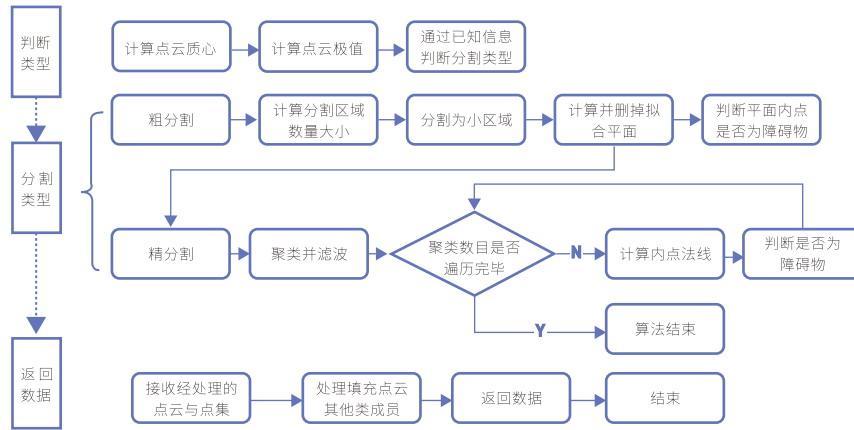 判断
类型
计算点云质心
计算点云极值
通过已知信息
判断分割类型
粗分割
计算分割区域
数量大小
分割为小区域
计算并删掉拟
合平面
判断平面内点
是否为障碍物
分割
类型
精分割
聚类并滤波
聚类数目是否
遍历完毕
N
计算内点法线
判断是否为
障碍物
Y
算法结束
返回
数据
接收经处理的
点云与点集
处理填充点云
其他类成员
返回数据
结束